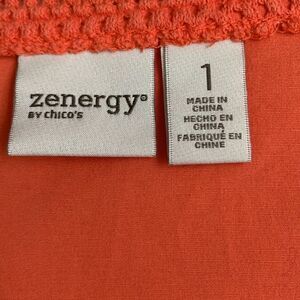 zenergy®
BY chico's
1
MADE IN
CHINA
HECHO EN
CHINA
FABRIQUÉ EN
CHINE